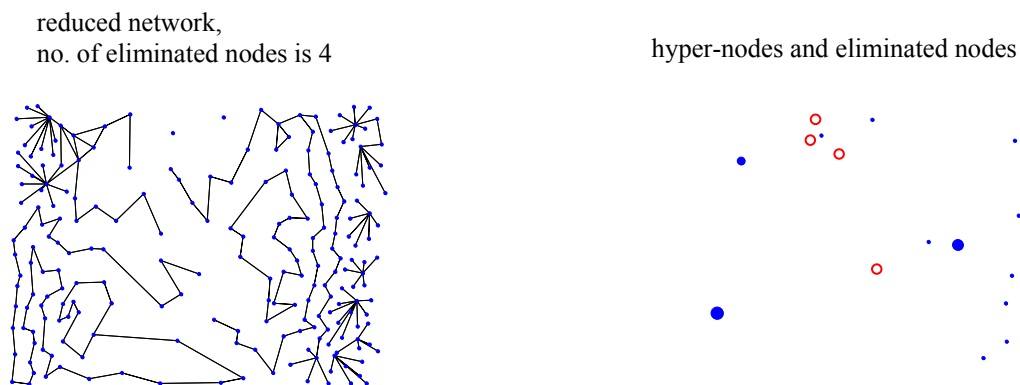 reduced network,
no. of eliminated nodes is 4
hyper-nodes and eliminated nodes